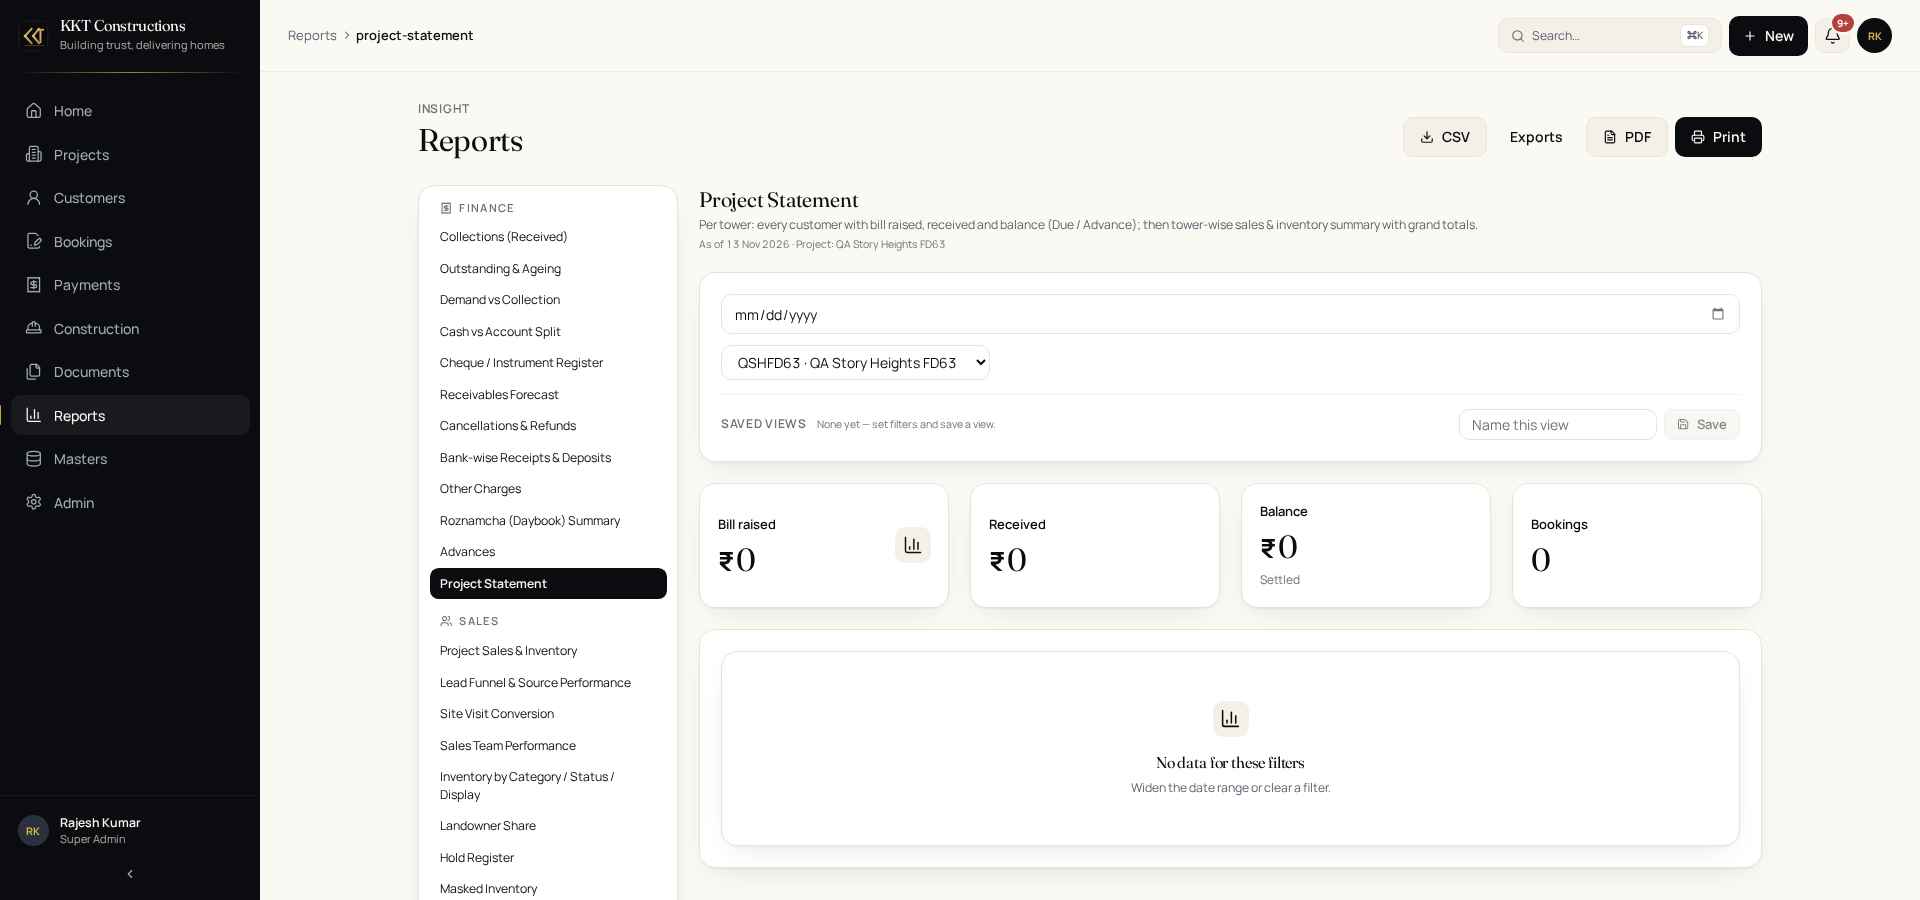 KKT Constructions
Building trust, delivering homes
Home
Projects
Customers
Bookings
Payments
Construction
Documents
Reports
Masters
Admin
RK
Rajesh Kumar
Super Admin
Reports > project-statement
Search...
⌘K
+ New
9+
RK
INSIGHT
Reports
CSV
Exports
PDF
Print
FINANCE
Collections (Received)
Outstanding & Ageing
Demand vs Collection
Cash vs Account Split
Cheque / Instrument Register
Receivables Forecast
Cancellations & Refunds
Bank-wise Receipts & Deposits
Other Charges
Roznamcha (Daybook) Summary
Advances
Project Statement
SALES
Project Sales & Inventory
Lead Funnel & Source Performance
Site Visit Conversion
Sales Team Performance
Inventory by Category / Status /
Display
Landowner Share
Hold Register
Masked Inventory
Project Statement
Per tower: every customer with bill raised, received and balance (Due / Advance); then tower-wise sales & inventory summary with grand totals.
As of 13 Nov 2026 · Project: QA Story Heights FD63
mm/dd/yyyy
QSHFD63 · QA Story Heights FD63
SAVED VIEWS None yet — set filters and save a view.
Name this view
Save
Bill raised
₹0
Received
₹0
Balance
₹0
Settled
Bookings
0
No data for these filters
Widen the date range or clear a filter.